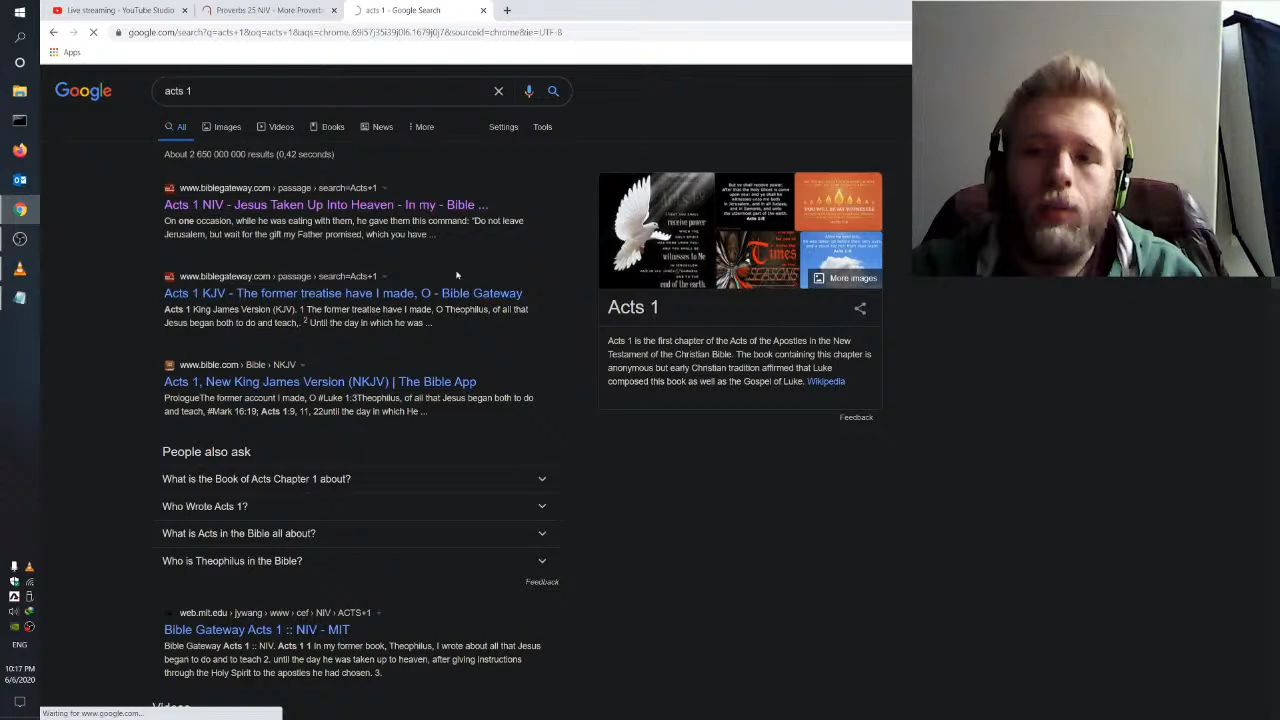 Live streaming - YouTube Studio
Proverbs 25 NIV - More Proverbs
acts 1 - Google Search
google.com/search?q=acts+1&oq=acts+1&aqs=chrome..69i57j35i39j0l6.1679j0j7&sourceid=chrome&ie=UTF-8
Apps
Google
acts 1
All
Images
Videos
Books
News
More
Settings
Tools
About 2 650 000 000 results (0,42 seconds)
www.biblegateway.com › passage › search=Acts+1
Acts 1 NIV - Jesus Taken Up Into Heaven - In my - Bible ...
On one occasion, while he was eating with them, he gave them this command: "Do not leave
Jerusalem, but wait for the gift my Father promised, which you have ...
www.biblegateway.com › passage › search=Acts+1
Acts 1 KJV - The former treatise have I made, O - Bible Gateway
Acts 1 King James Version (KJV). 1 The former treatise have I made, O Theophilus, of all that
Jesus began both to do and teach,. 2 Until the day in which he was ...
www.bible.com › Bible › NKJV
Acts 1, New King James Version (NKJV) | The Bible App
PrologueThe former account I made, O #Luke 1:3Theophilus, of all that Jesus began both to do
and teach, #Mark 16:19; Acts 1:9, 11, 22until the day in which He ...
People also ask
What is the Book of Acts Chapter 1 about?
Who Wrote Acts 1?
What is Acts in the Bible all about?
Who is Theophilus in the Bible?
Feedback
web.mit.edu › jywang › www › cef › NIV › ACTS+1
Bible Gateway Acts 1 :: NIV - MIT
Bible Gateway Acts 1 :: NIV. Acts 1 1 In my former book, Theophilus, I wrote about all that Jesus
began to do and to teach 2. until the day he was taken up to heaven, after giving instructions
through the Holy Spirit to the apostles he had chosen. 3.
Videos
More images
Acts 1
Acts 1 is the first chapter of the Acts of the Apostles in the New
Testament of the Christian Bible. The book containing this chapter is
anonymous but early Christian tradition affirmed that Luke
composed this book as well as the Gospel of Luke. Wikipedia
Feedback
ENG
10:17 PM
6/6/2020
Waiting for www.google.com...